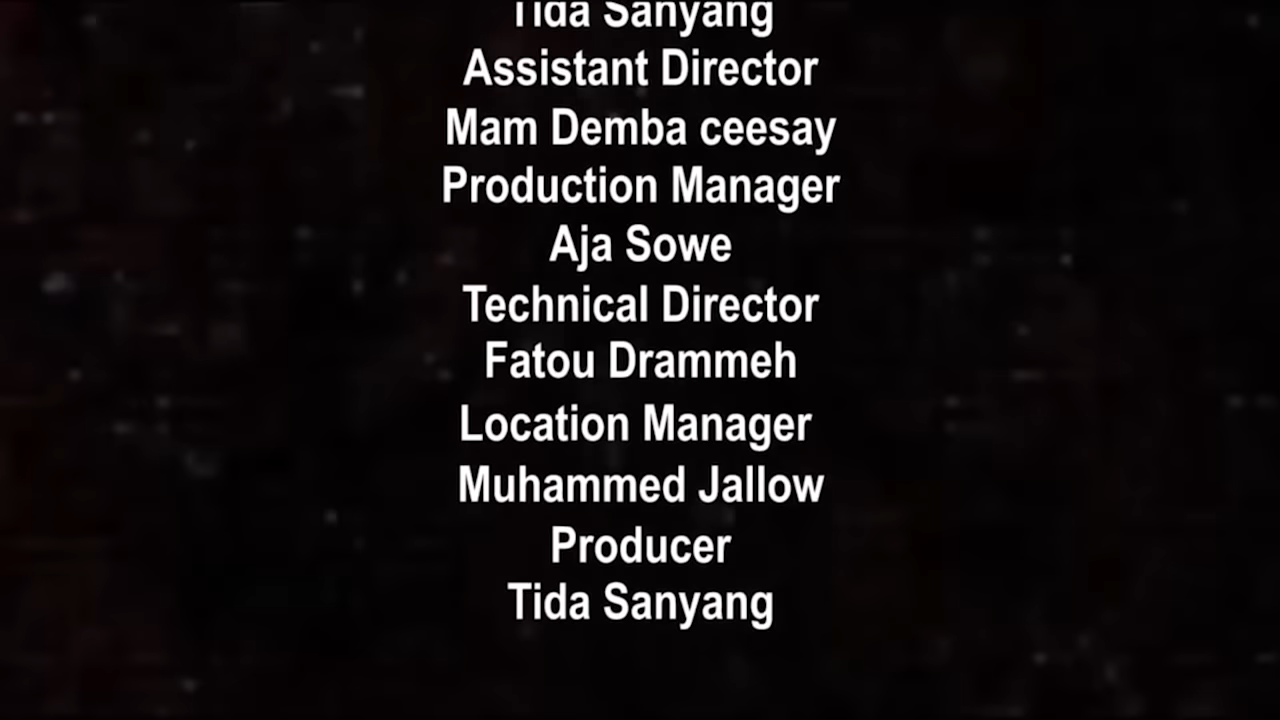 Tida Sanyang
Assistant Director
Mam Demba ceesay
Production Manager
Aja Sowe
Technical Director
Fatou Drammeh
Location Manager
Muhammed Jallow
Producer
Tida Sanyang